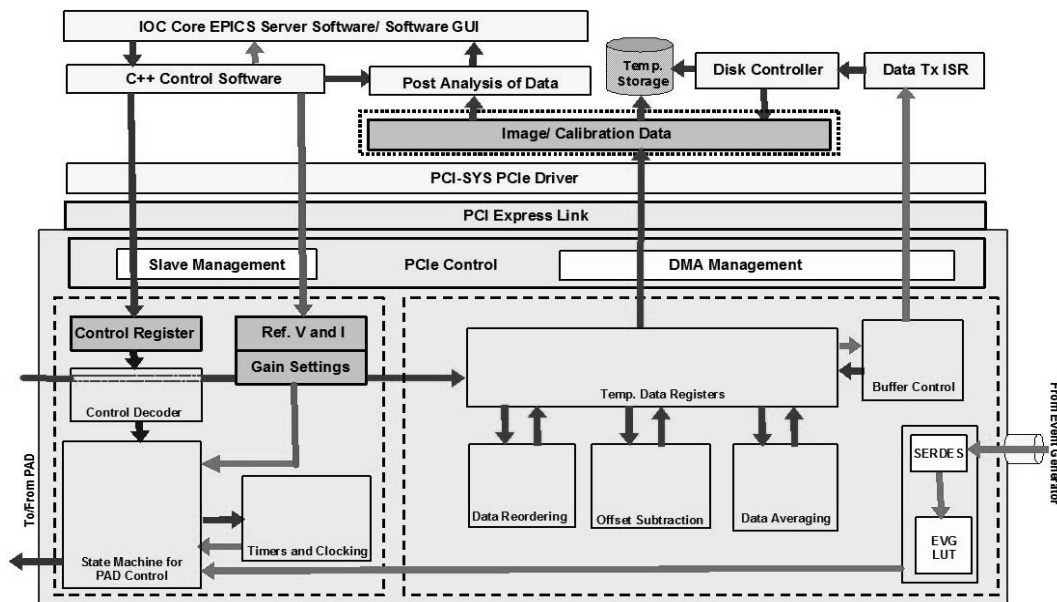 IOC Core EPICS Server Software/ Software GUI
C++ Control Software
Post Analysis of Data
Temp.
Storage
Disk Controller
Data Tx ISR
Image/ Calibration Data
PCI-SYS PCIe Driver
PCI Express Link
Slave Management
PCIe Control
DMA Management
Control Register
Ref. V and I
Gain Settings
Control Decoder
Temp. Data Registers
Buffer Control
From Event Generator
To/From PAD
SERDES
Data Reordering
Offset Subtraction
Data Averaging
EVG
LUT
Timers and Clocking
State Machine for
PAD Control